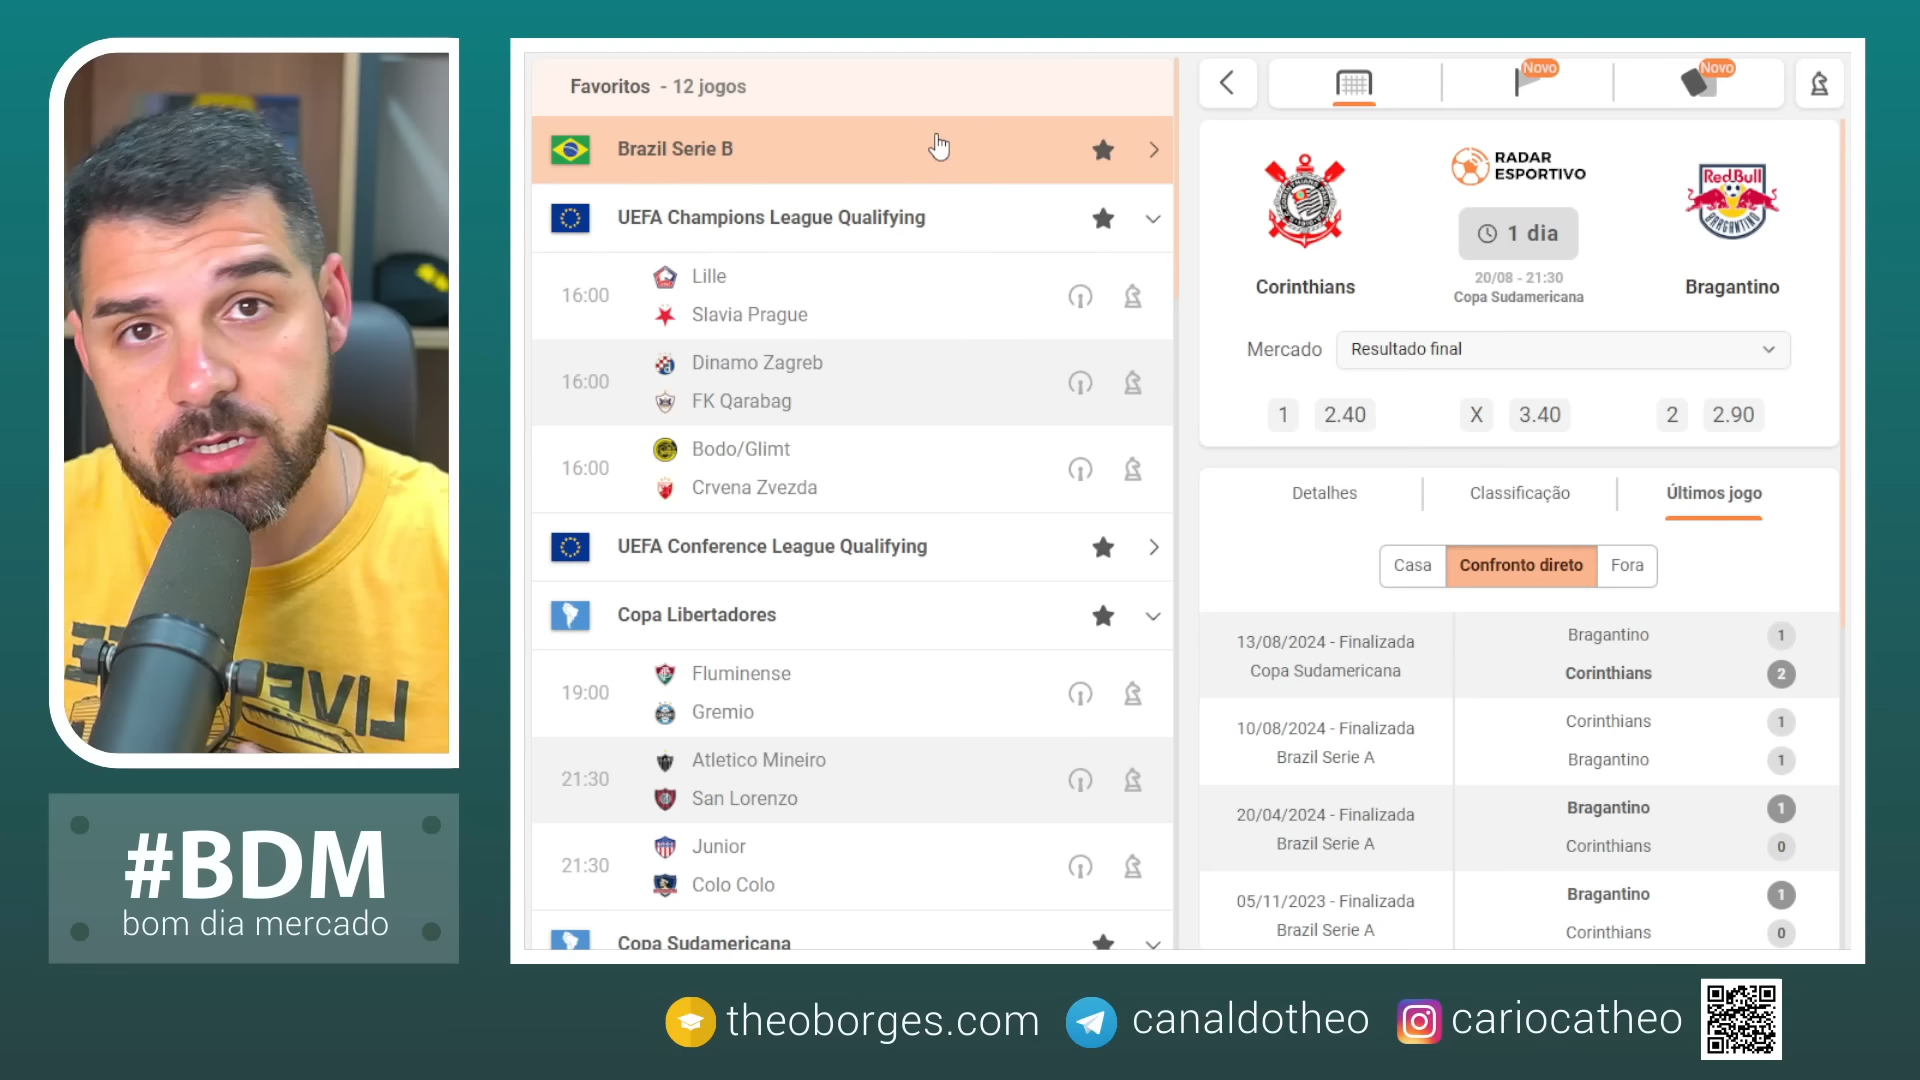 Favoritos - 12 jogos
Brazil Serie B
UEFA Champions League Qualifying
16:00
Lille
Slavia Prague
16:00
Dinamo Zagreb
FK Qarabag
16:00
Bodo/Glimt
Crvena Zvezda
UEFA Conference League Qualifying
Copa Libertadores
19:00
Fluminense
Gremio
21:30
Atletico Mineiro
San Lorenzo
21:30
Junior
Colo Colo
Copa Sudamericana
Novo
Novo
RADAR
ESPORTIVO
RedBull
BRAGANTINO
1 dia
20/08 - 21:30
Copa Sudamericana
Corinthians
Bragantino
Mercado
Resultado final
1 2.40 X 3.40 2 2.90
Detalhes
Classificação
Últimos jogo
Casa
Confronto direto
Fora
13/08/2024 - Finalizada
Copa Sudamericana
Bragantino 1
Corinthians 2
10/08/2024 - Finalizada
Brazil Serie A
Corinthians 1
Bragantino 1
20/04/2024 - Finalizada
Brazil Serie A
Bragantino 1
Corinthians 0
05/11/2023 - Finalizada
Brazil Serie A
Bragantino 1
Corinthians 0
LIVE
#BDM
bom dia mercado
theoborges.com
canaldotheo
cariocatheo